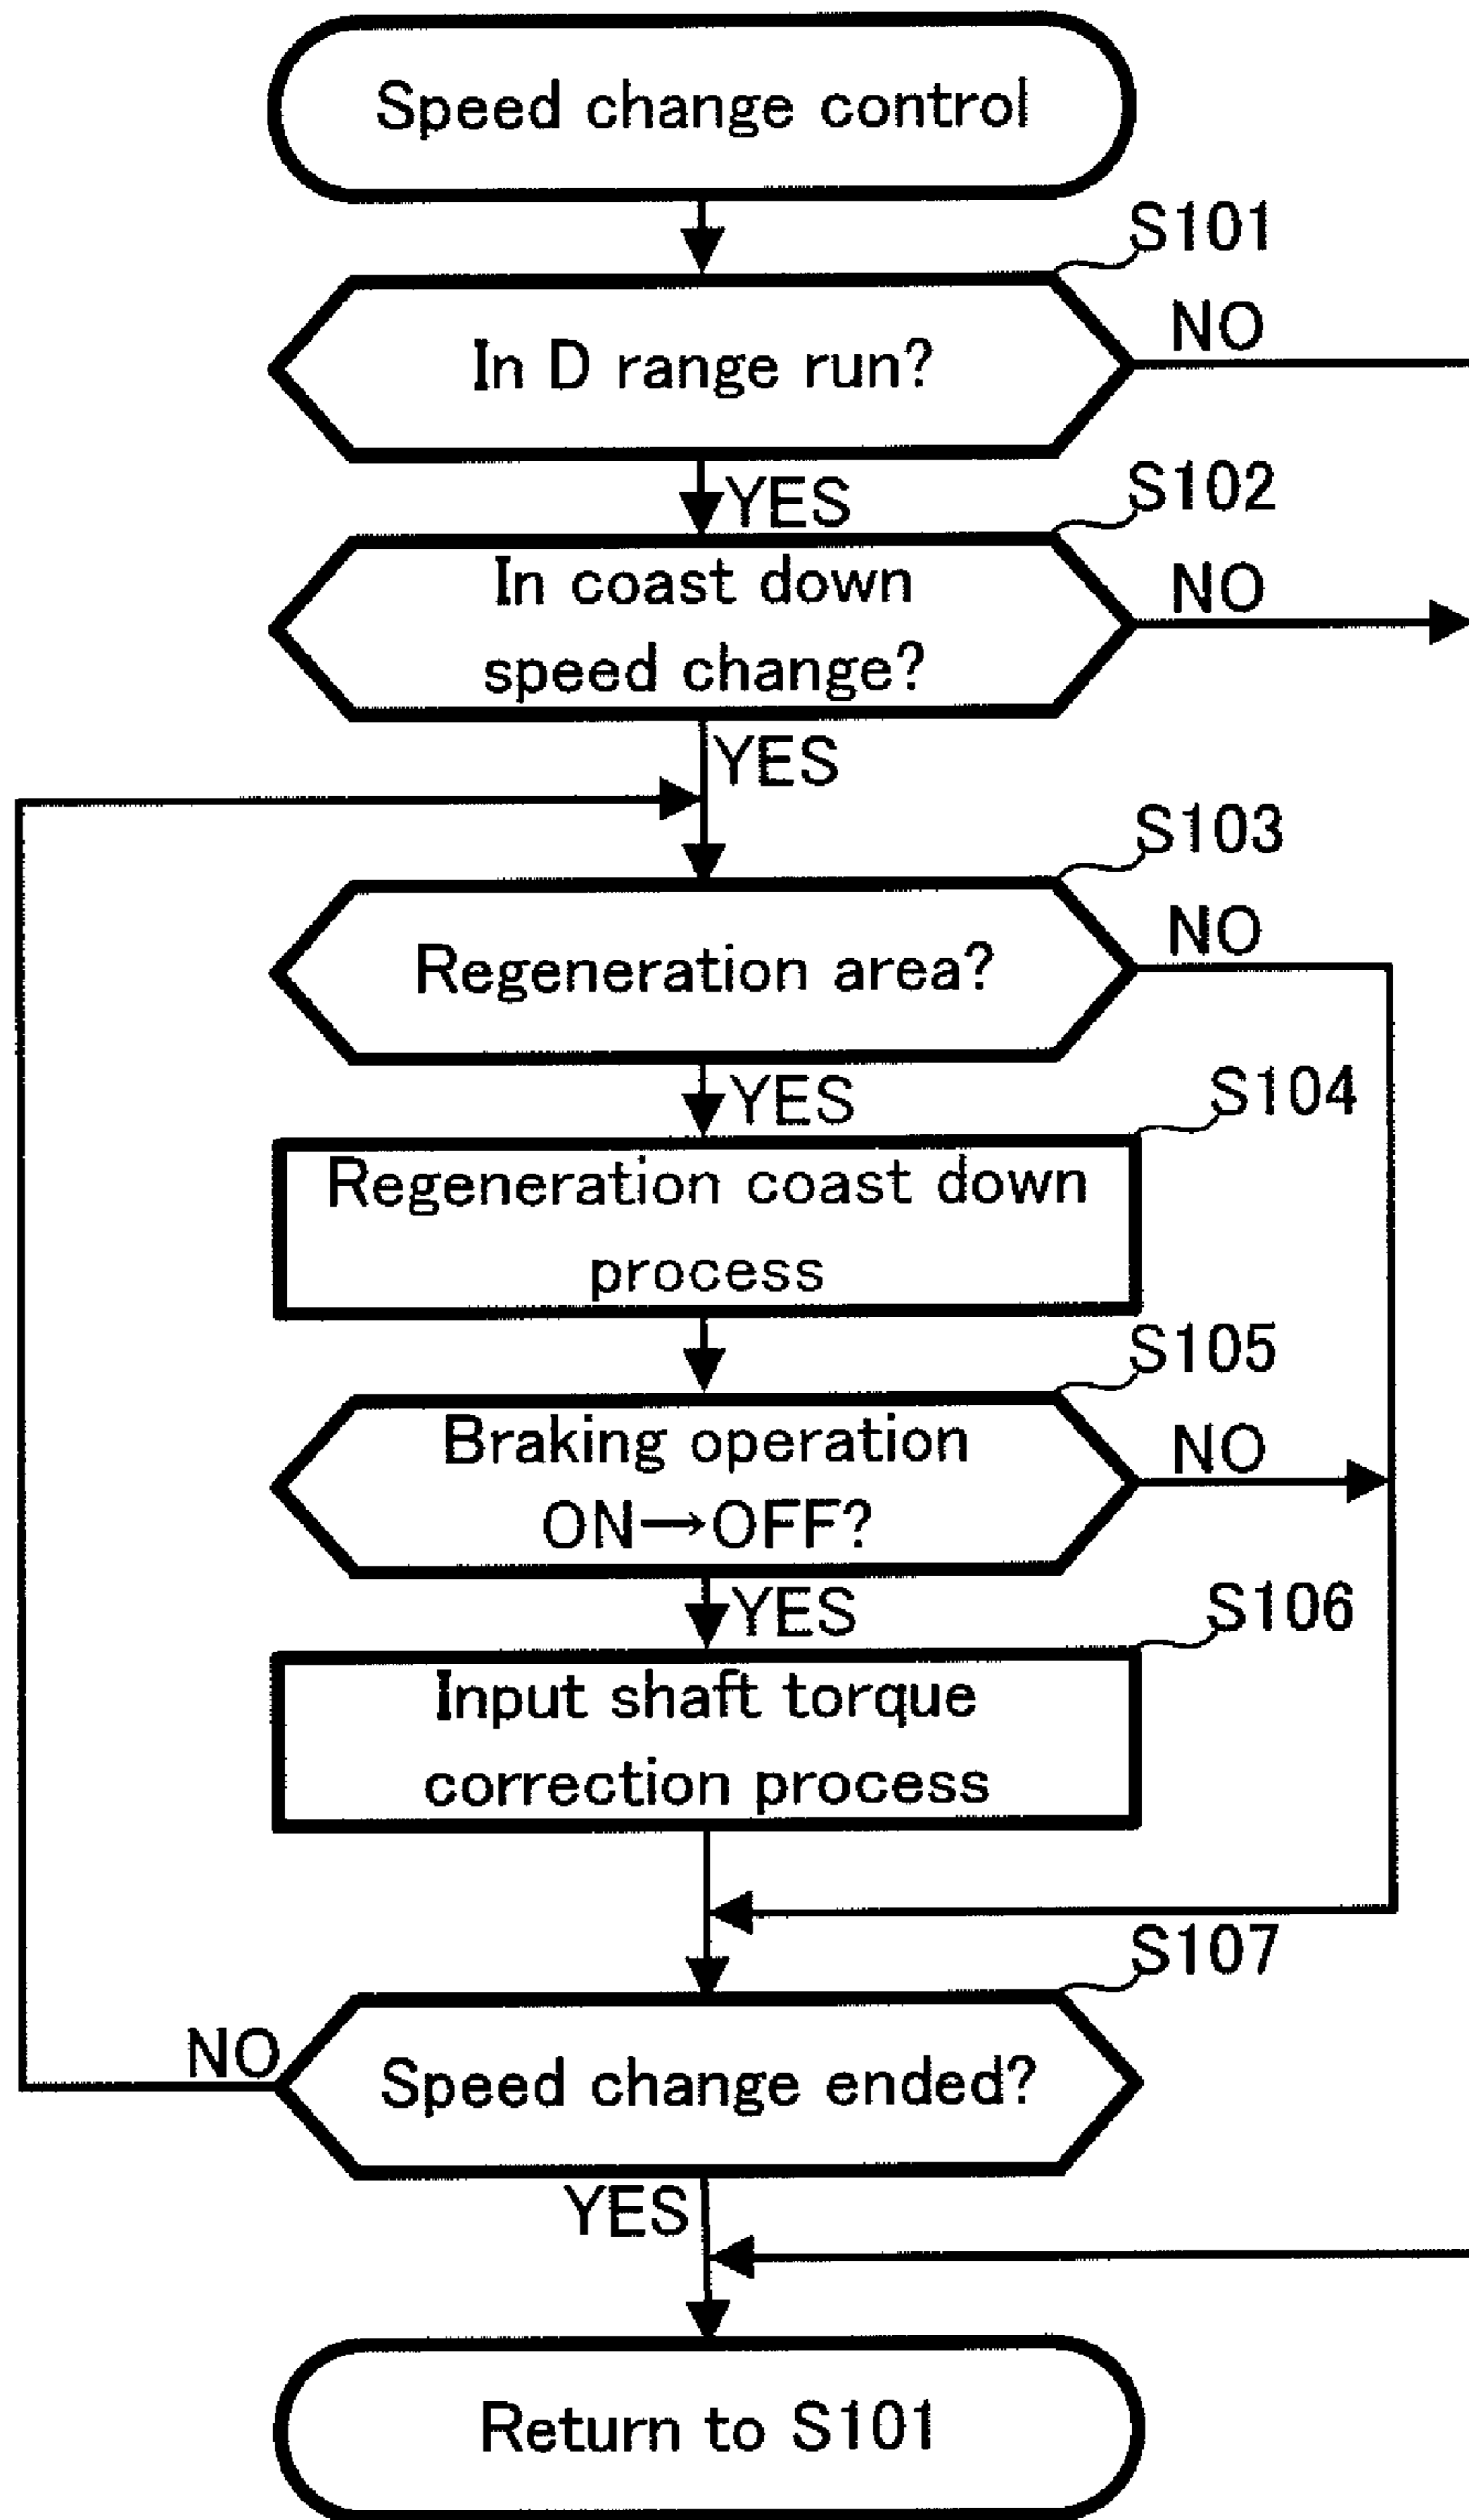 Speed change control
S101
In D range run?
NO
YES
S102
In coast down
speed change?
NO
YES
S103
Regeneration area?
NO
YES
S104
Regeneration coast down
process
S105
Braking operation
ON→OFF?
NO
YES
S106
Input shaft torque
correction process
S107
NO
Speed change ended?
YES
Return to S101